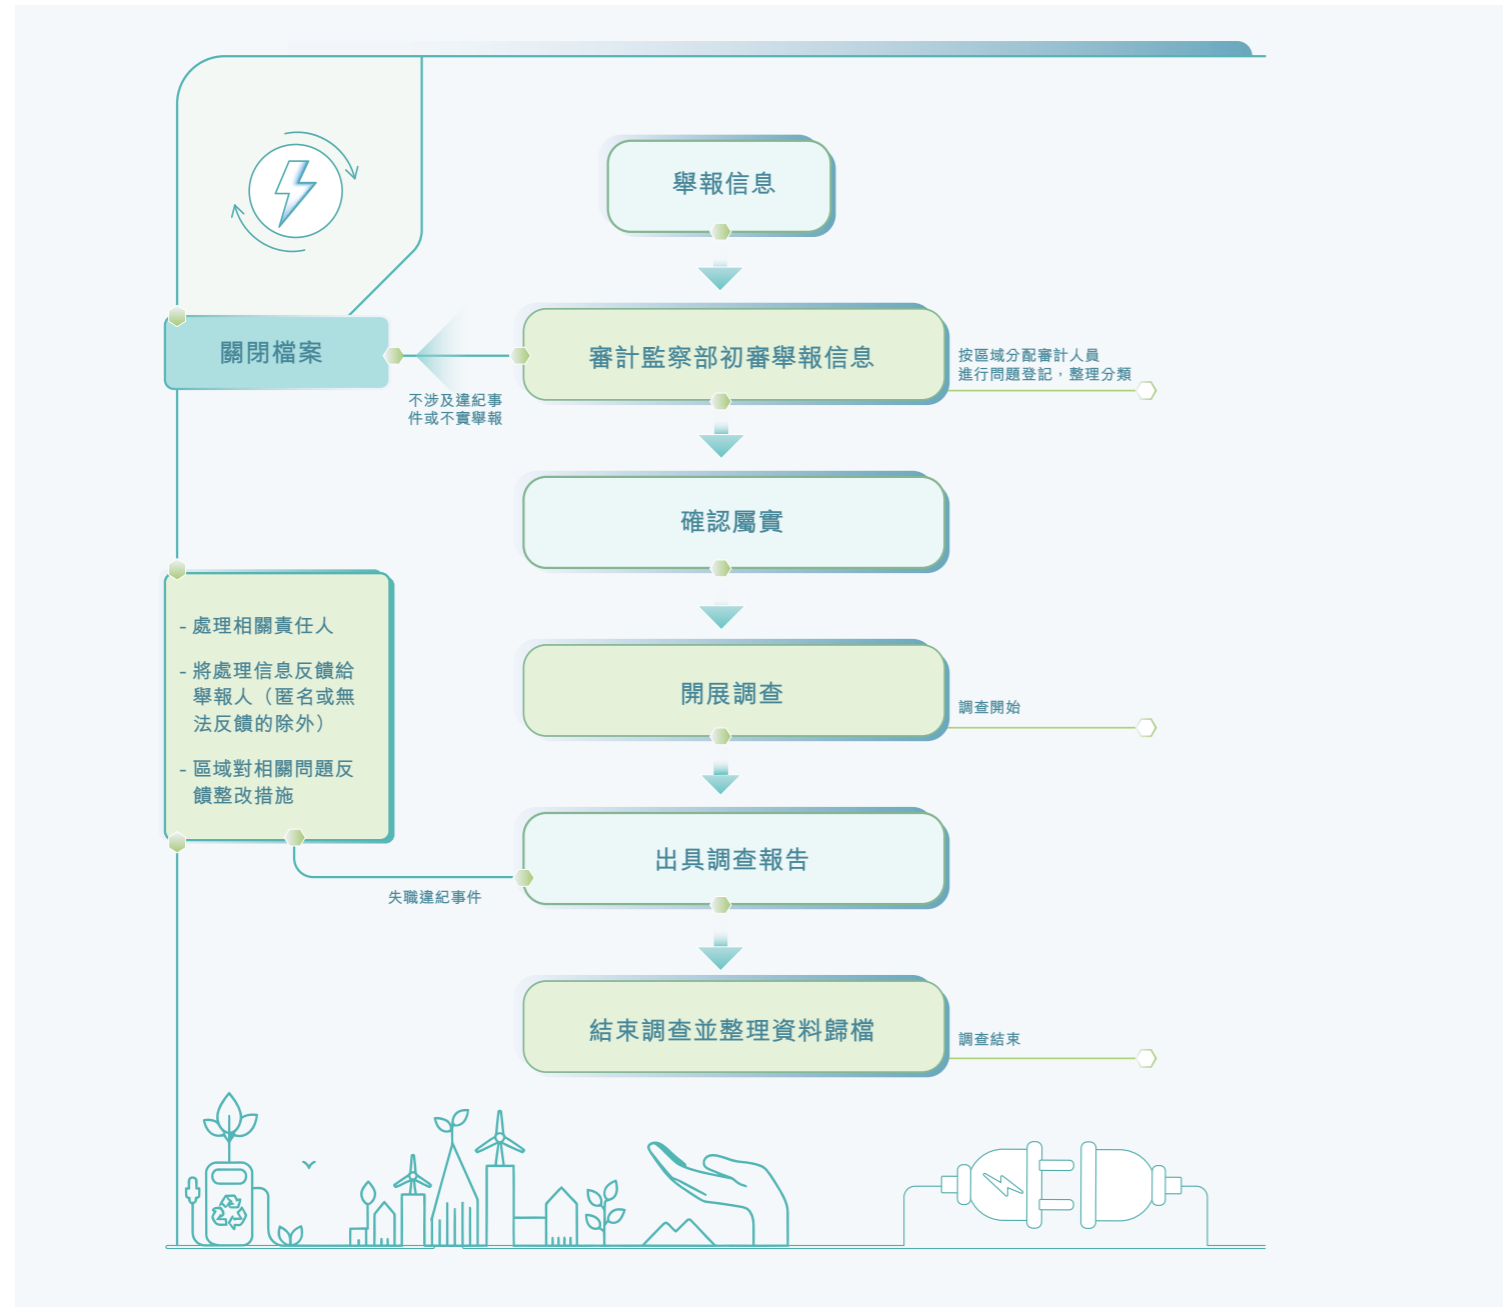 舉報信息
審計監察部初審舉報信息
按區域分配審計人員
進行問題登記，整理分類
關閉檔案
不涉及違紀事
件或不實舉報
確認屬實
開展調查
調查開始
- 處理相關責任人
- 將處理信息反饋給
舉報人（匿名或無
法反饋的除外）
- 區域對相關問題反
饋整改措施
出具調查報告
失職違紀事件
結束調查並整理資料歸檔
調查結束